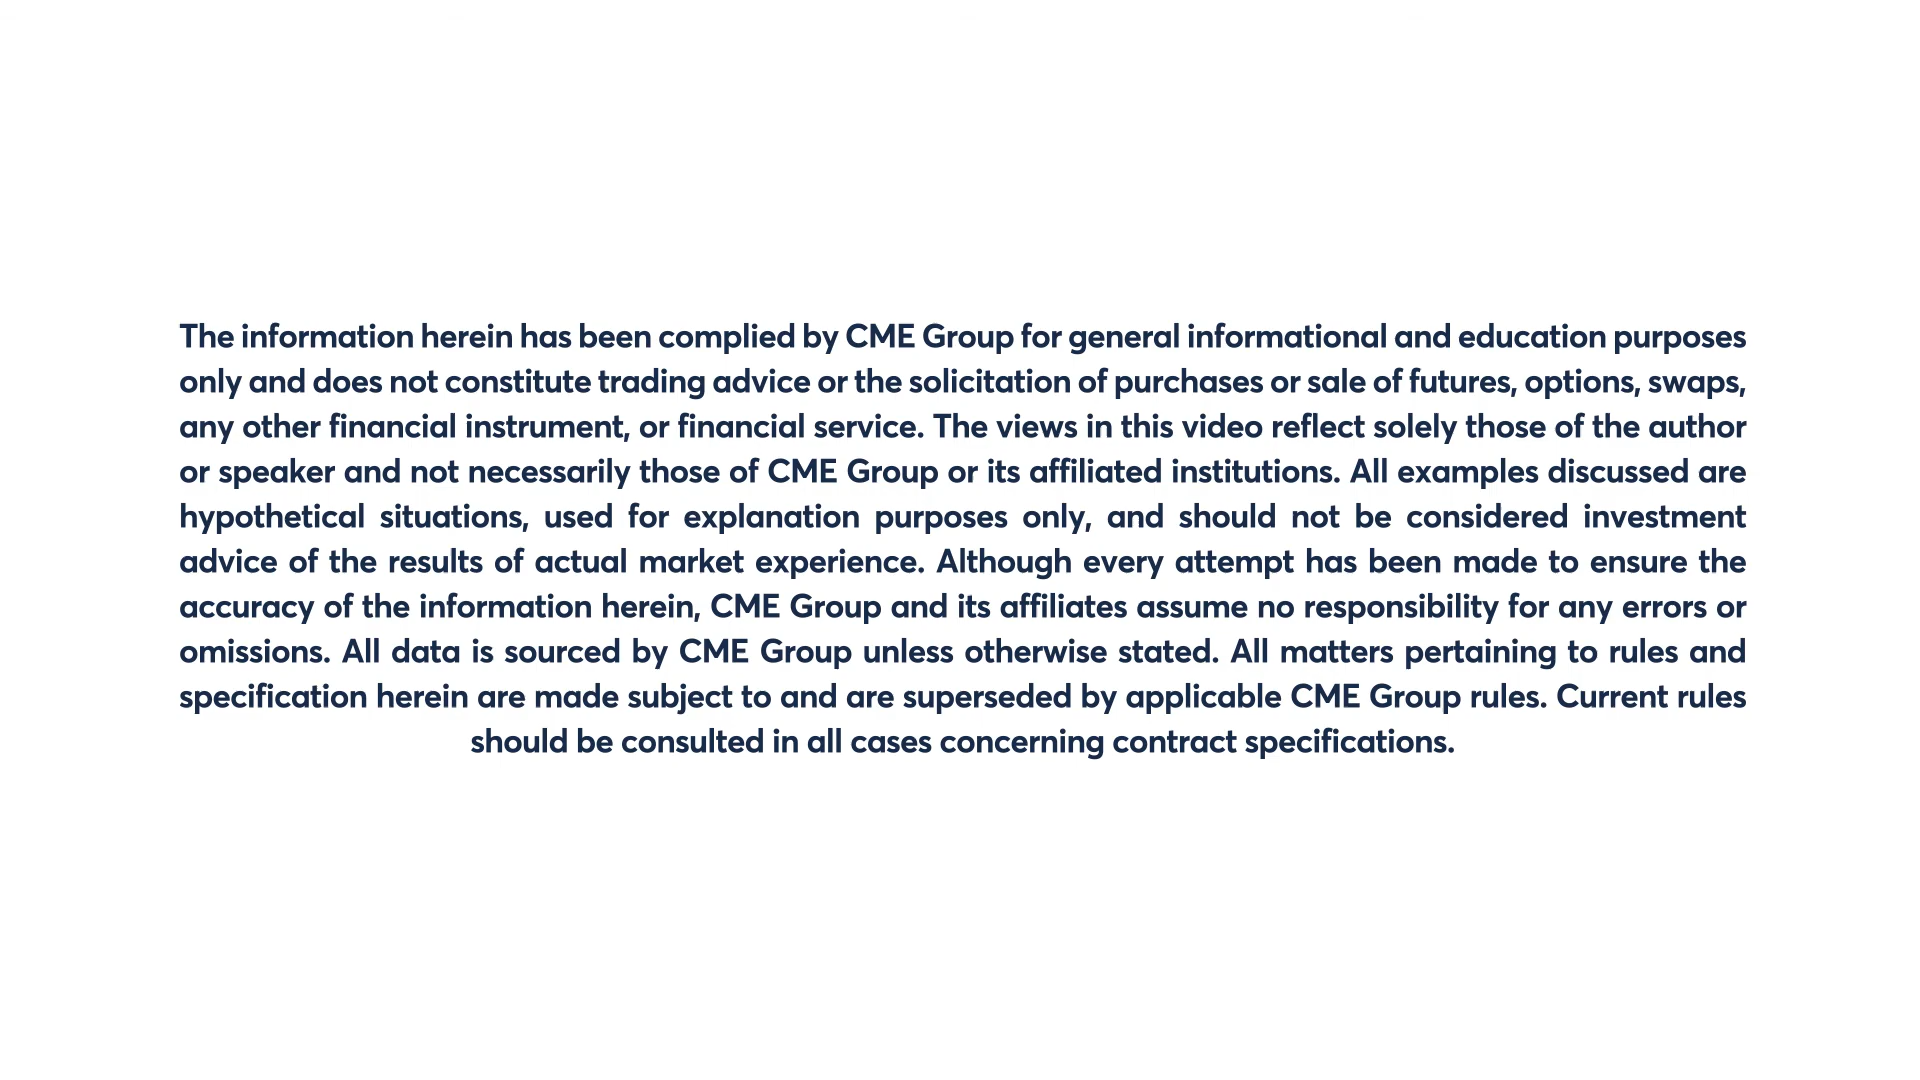 The information herein has been complied by CME Group for general informational and education purposes
only and does not constitute trading advice or the solicitation of purchases or sale of futures, options, swaps,
any other financial instrument, or financial service. The views in this video reflect solely those of the author
or speaker and not necessarily those of CME Group or its affiliated institutions. All examples discussed are
hypothetical situations, used for explanation purposes only, and should not be considered investment
advice of the results of actual market experience. Although every attempt has been made to ensure the
accuracy of the information herein, CME Group and its affiliates assume no responsibility for any errors or
omissions. All data is sourced by CME Group unless otherwise stated. All matters pertaining to rules and
specification herein are made subject to and are superseded by applicable CME Group rules. Current rules
should be consulted in all cases concerning contract specifications.